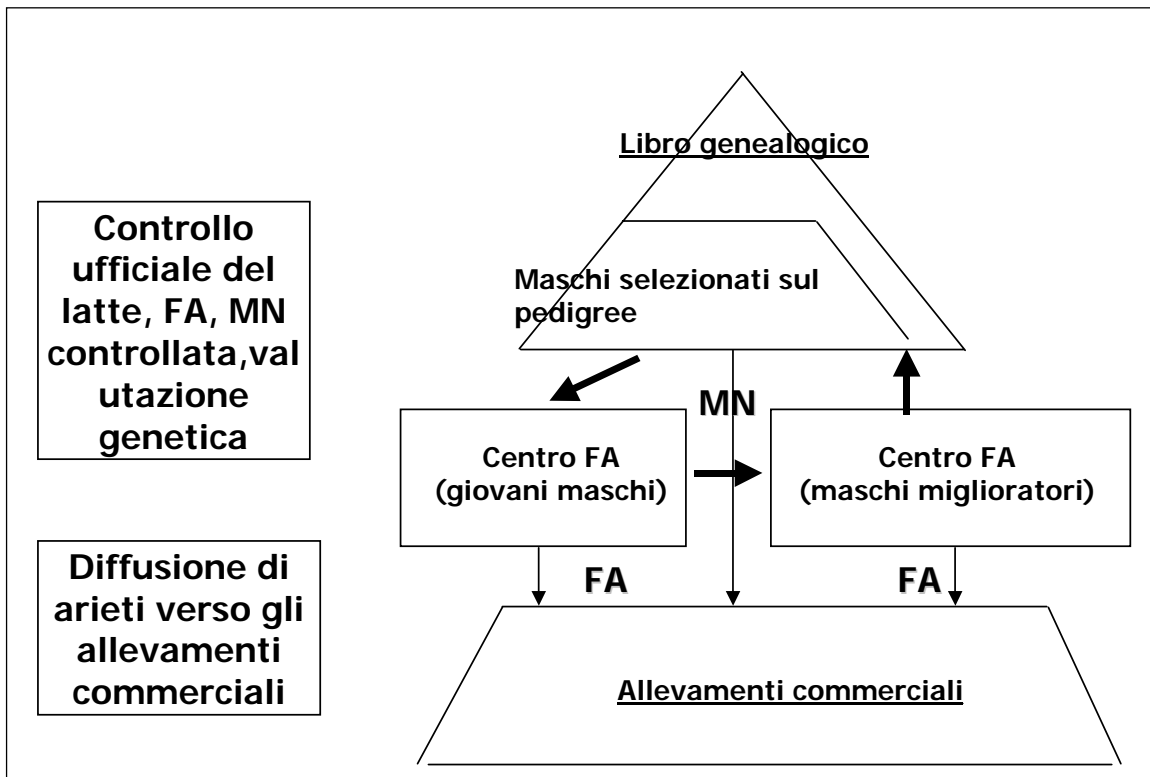 Libro genealogico
Controllo
ufficiale del
latte, FA, MN
controllata,val
utazione
genetica
Maschi selezionati sul
pedigree
MN
Centro FA
(giovani maschi)
Centro FA
(maschi miglioratori)
Diffusione di
arieti verso gli
allevamenti
commerciali
FA
FA
Allevamenti commerciali